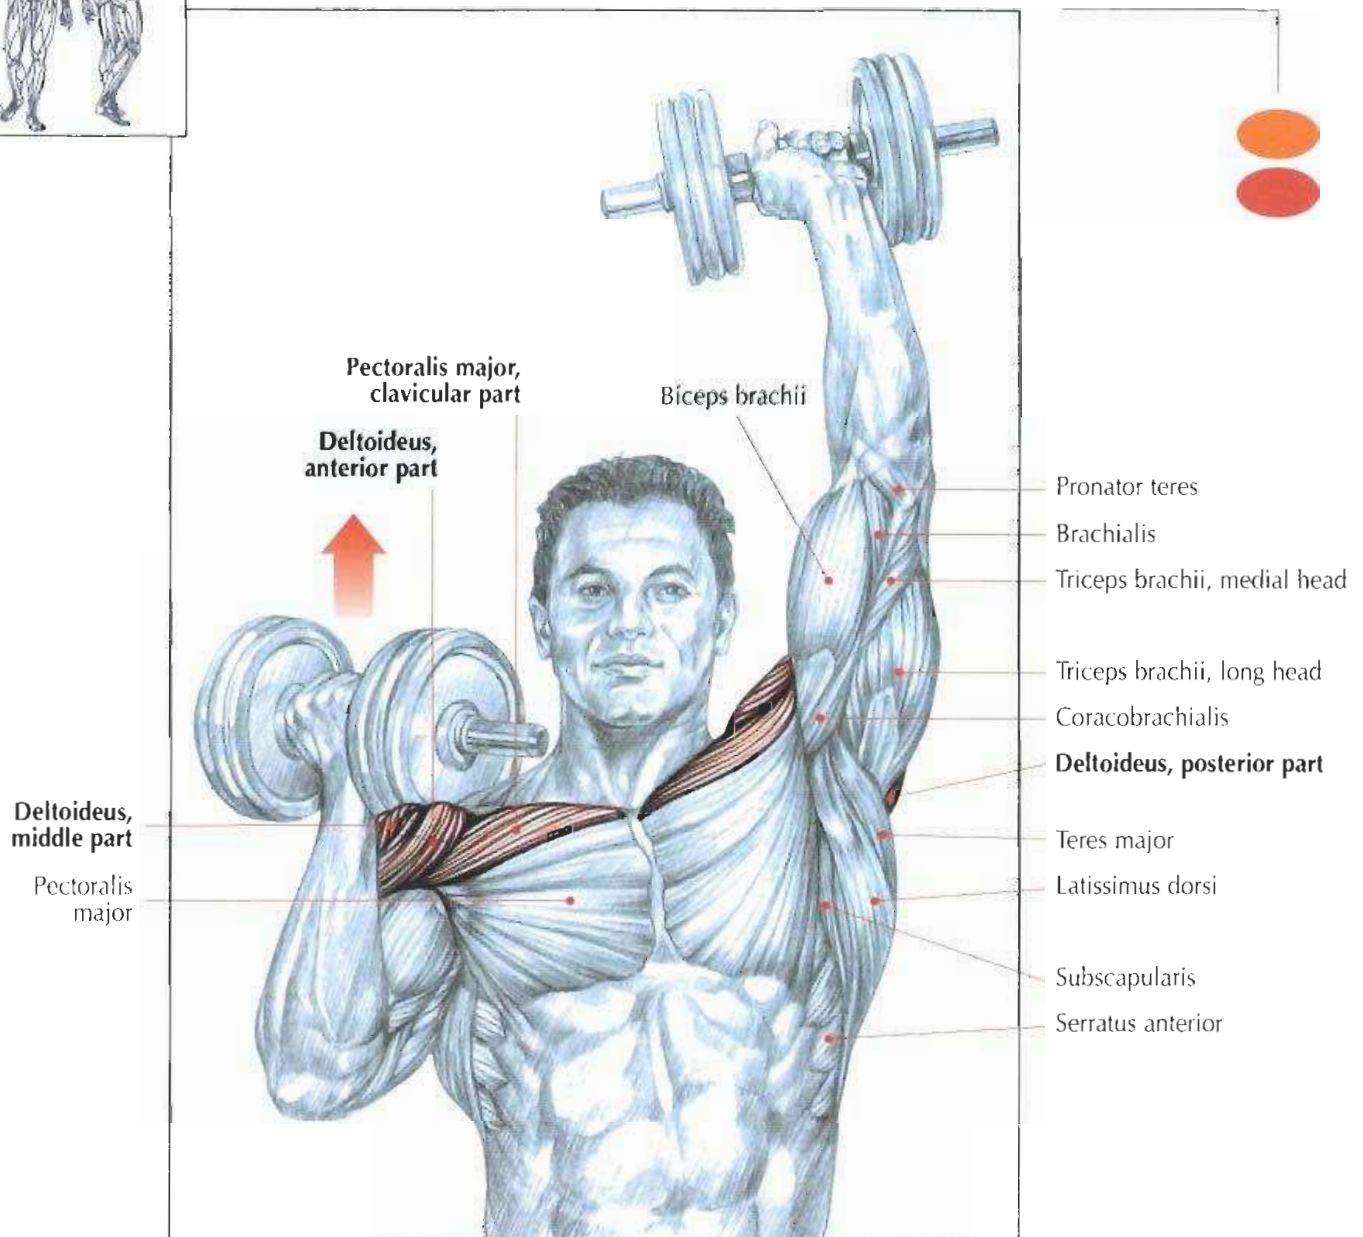 Pectoralis major,
clavicular part
Deltoideus,
anterior part
Biceps brachii
Deltoideus,
middle part
Pectoralis
major
Pronator teres
Brachialis
Triceps brachii, medial head
Triceps brachii, long head
Coracobrachialis
Deltoideus, posterior part
Teres major
Latissimus dorsi
Subscapularis
Serratus anterior